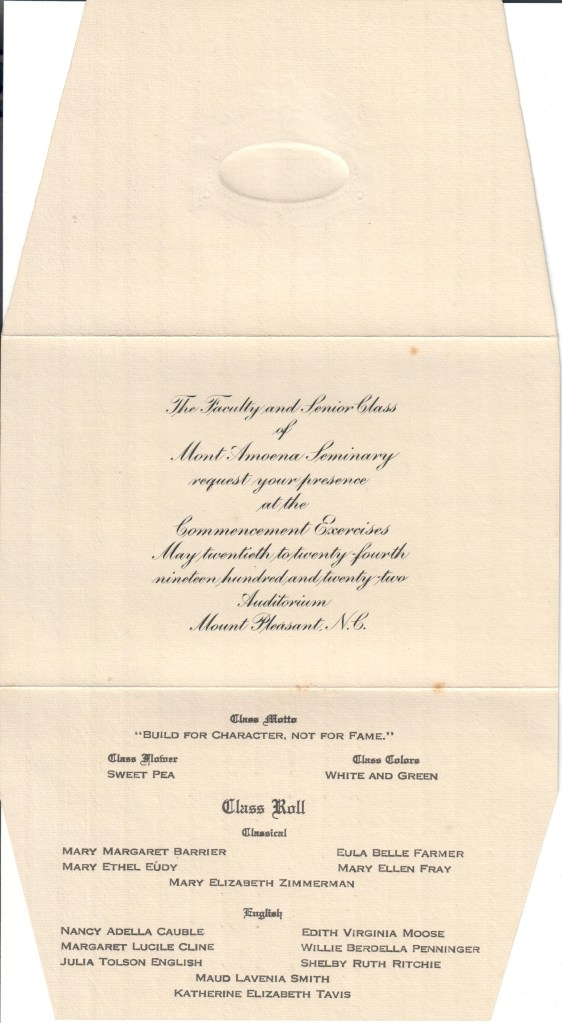 The Faculty and Senior Class
of
Mont Amoena Seminary
request your presence
at the
Commencement Exercises
May twentieth to twenty-fourth
nineteen hundred and twenty-two
Auditorium
Mount Pleasant, N.C.
Class Motto
"BUILD FOR CHARACTER, NOT FOR FAME."
Class Flower Class Colors
SWEET PEA WHITE AND GREEN
Class Roll
Classical
MARY MARGARET BARRIER EULA BELLE FARMER
MARY ETHEL EUDY MARY ELLEN FRAY
MARY ELIZABETH ZIMMERMAN
English
NANCY ADELLA CAUBLE EDITH VIRGINIA MOOSE
MARGARET LUCILE CLINE WILLIE BERDELLA PENNINGER
JULIA TOLSON ENGLISH SHELBY RUTH RITCHIE
MAUD LAVENIA SMITH
KATHERINE ELIZABETH TAVIS